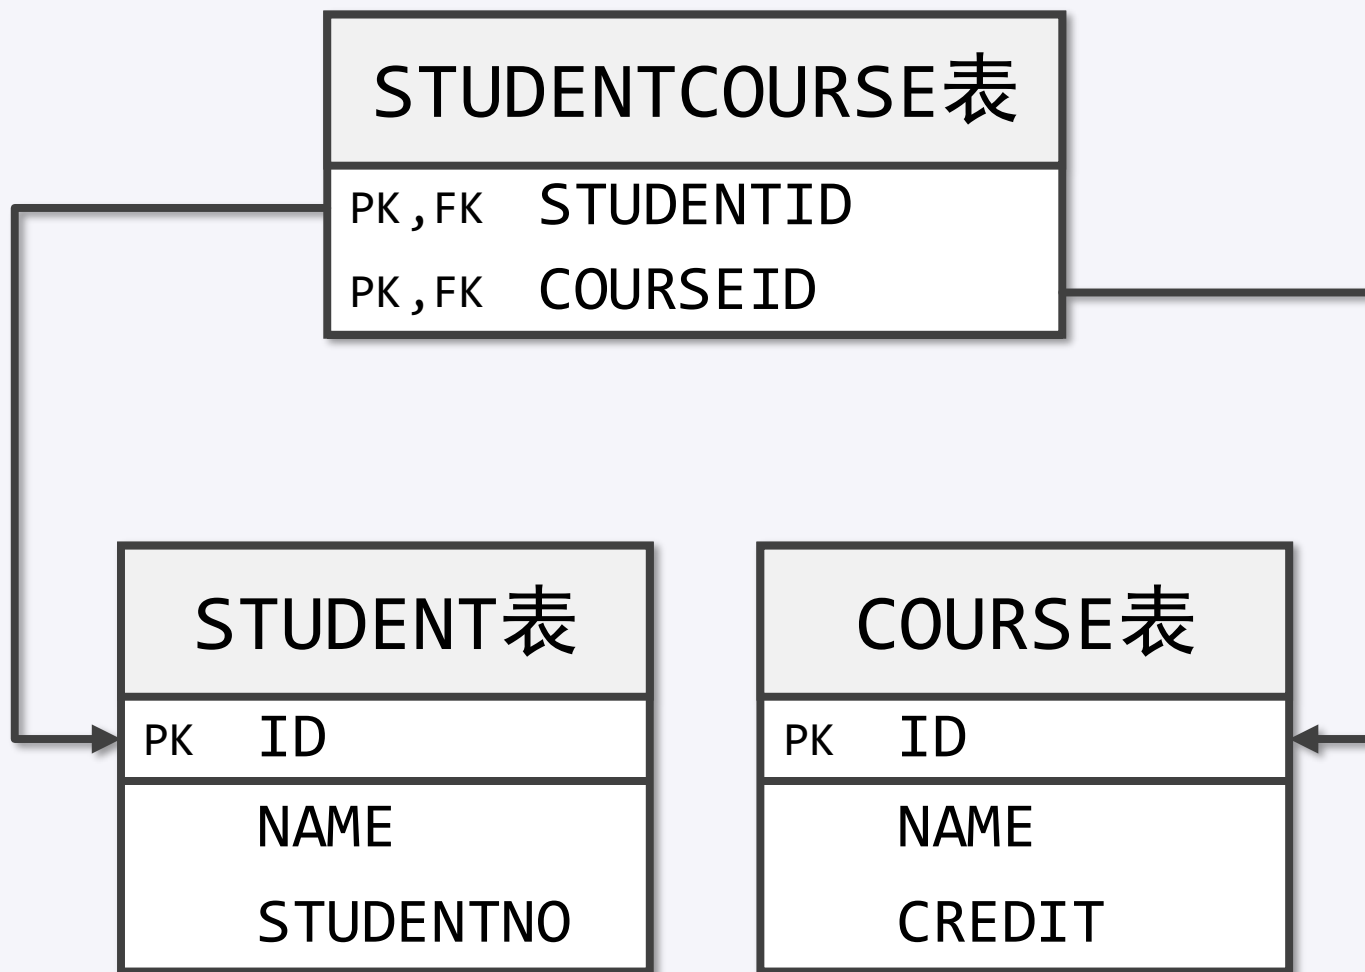 STUDENTCOURSE表
PK,FK STUDENTID
PK,FK COURSEID
STUDENT表
PK ID
NAME
STUDENTNO
COURSE表
PK ID
NAME
CREDIT